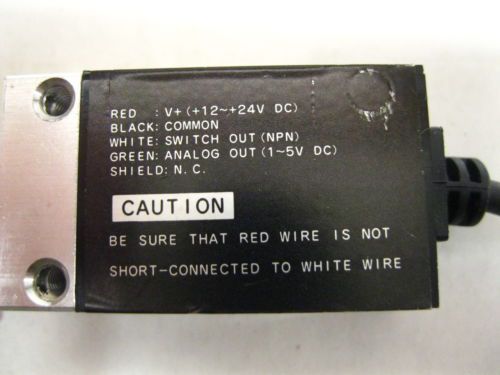 RED : V+(+12~+24V DC)
BLACK: COMMON
WHITE: SWITCH OUT(NPN)
GREEN: ANALOG OUT(1~5V DC)
SHIELD: N.C.
CAUTION
BE SURE THAT RED WIRE IS NOT
SHORT-CONNECTED TO WHITE WIRE